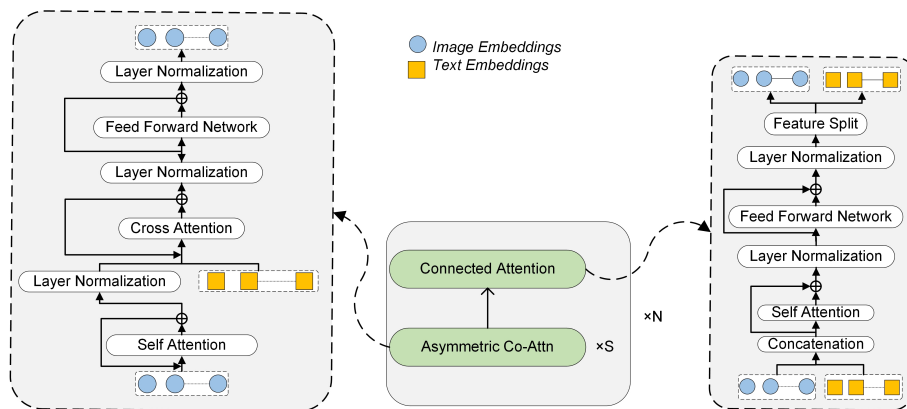 Layer Normalization
Feed Forward Network
Layer Normalization
Cross Attention
Layer Normalization
Self Attention
Image Embeddings
Text Embeddings
Connected Attention
Asymmetric Co-Attn
×S
×N
Feature Split
Layer Normalization
Feed Forward Network
Layer Normalization
Self Attention
Concatenation